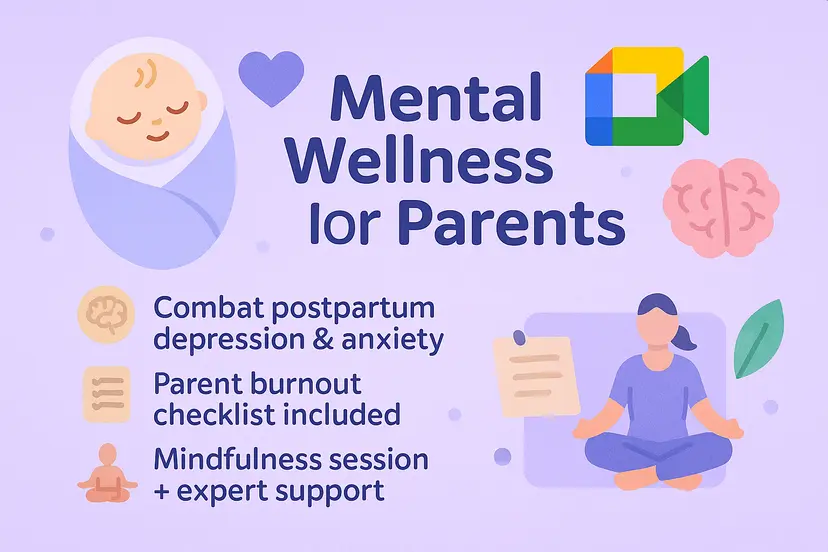 Mental
Wellness
lor Parents
Combat postpartum
depression & anxiety
Parent burnout
checklist included
Mindfulness session
+ expert support